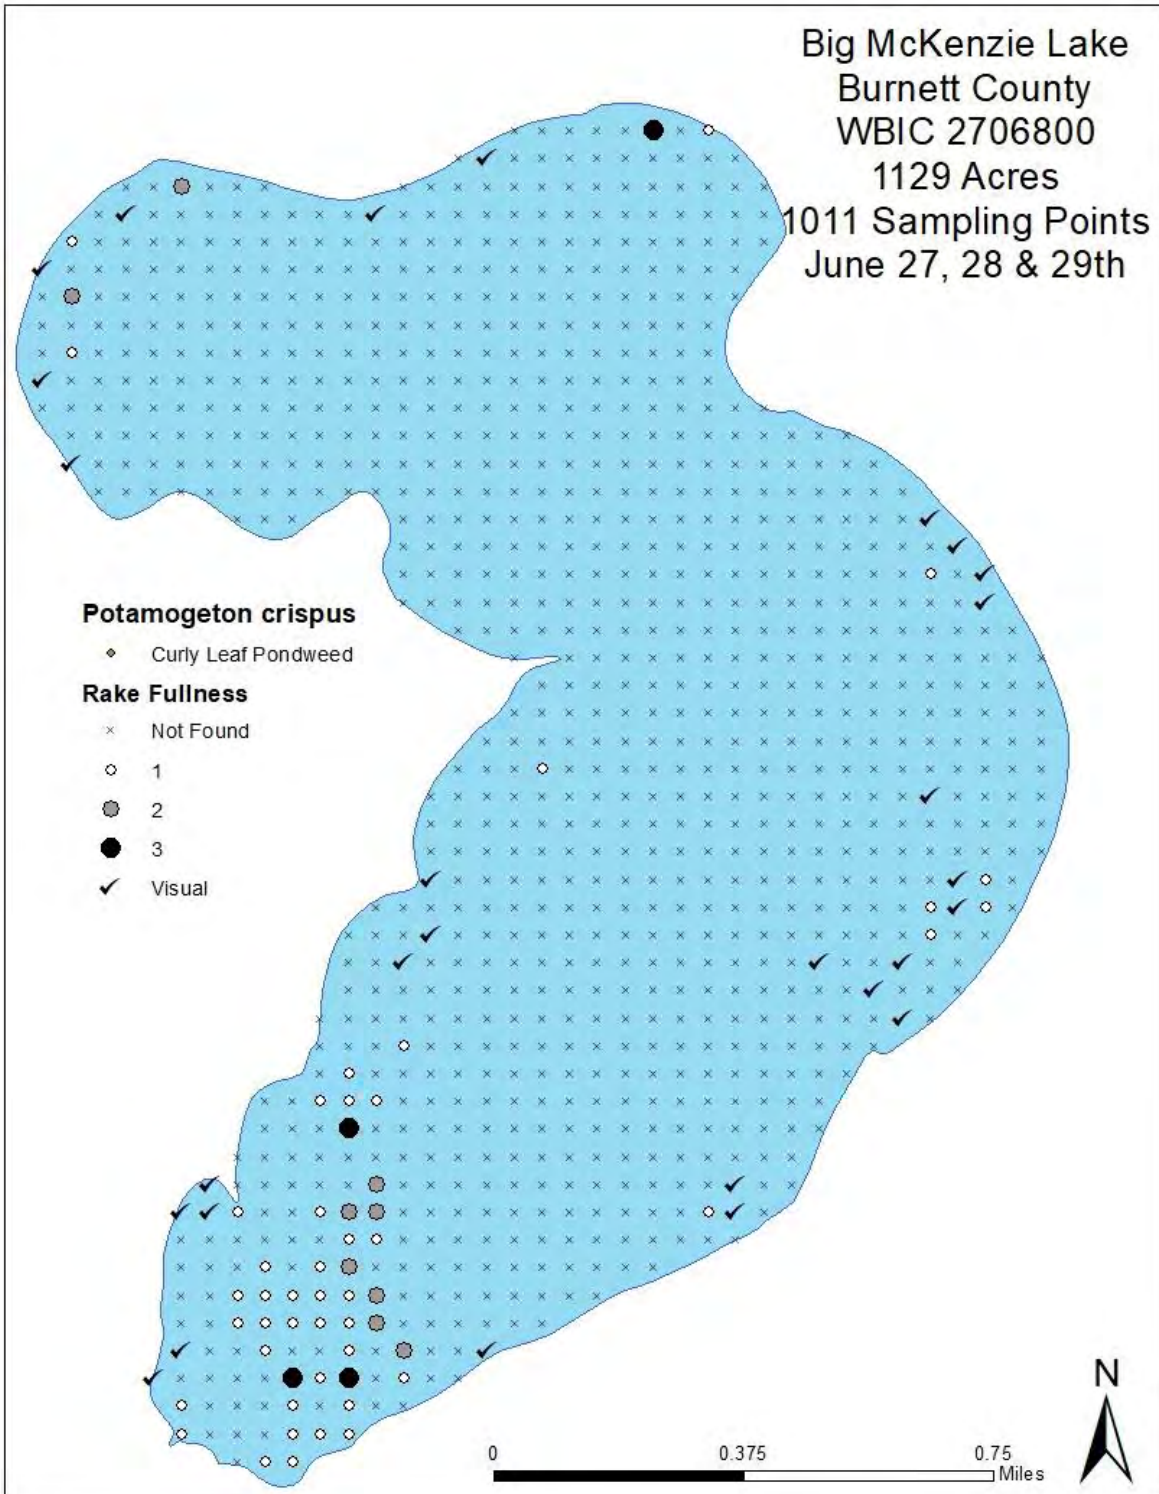 Big McKenzie Lake
Burnett County
WBIC 2706800
1129 Acres
1011 Sampling Points
June 27, 28 & 29th
Potamogeton crispus
Curly Leaf Pondweed
Rake Fullness
Not Found
1
2
3
Visual
N
0 0.375 0.75
Miles